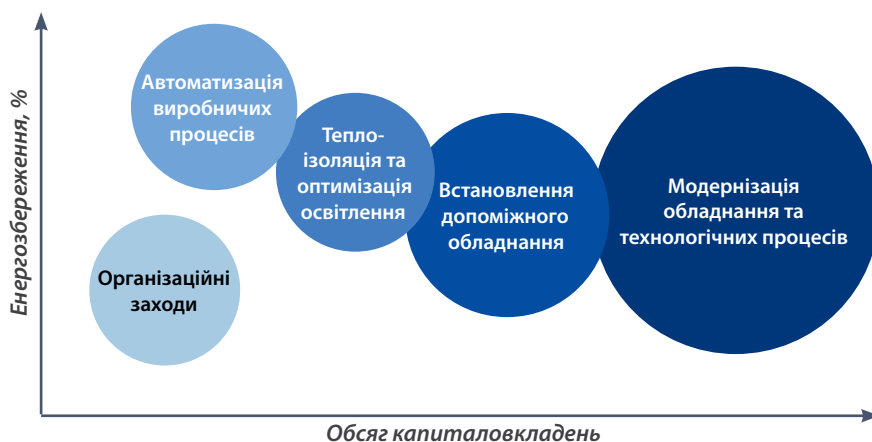 Енергозбереження, %
Автоматизація
виробничих
процесів
Тепло-
ізоляція та
оптимізація
освітлення
Встановлення
допоміжного
обладнання
Модернізація
обладнання та
технологічних процесів
Організаційні
заходи
Обсяг капиталовкладень